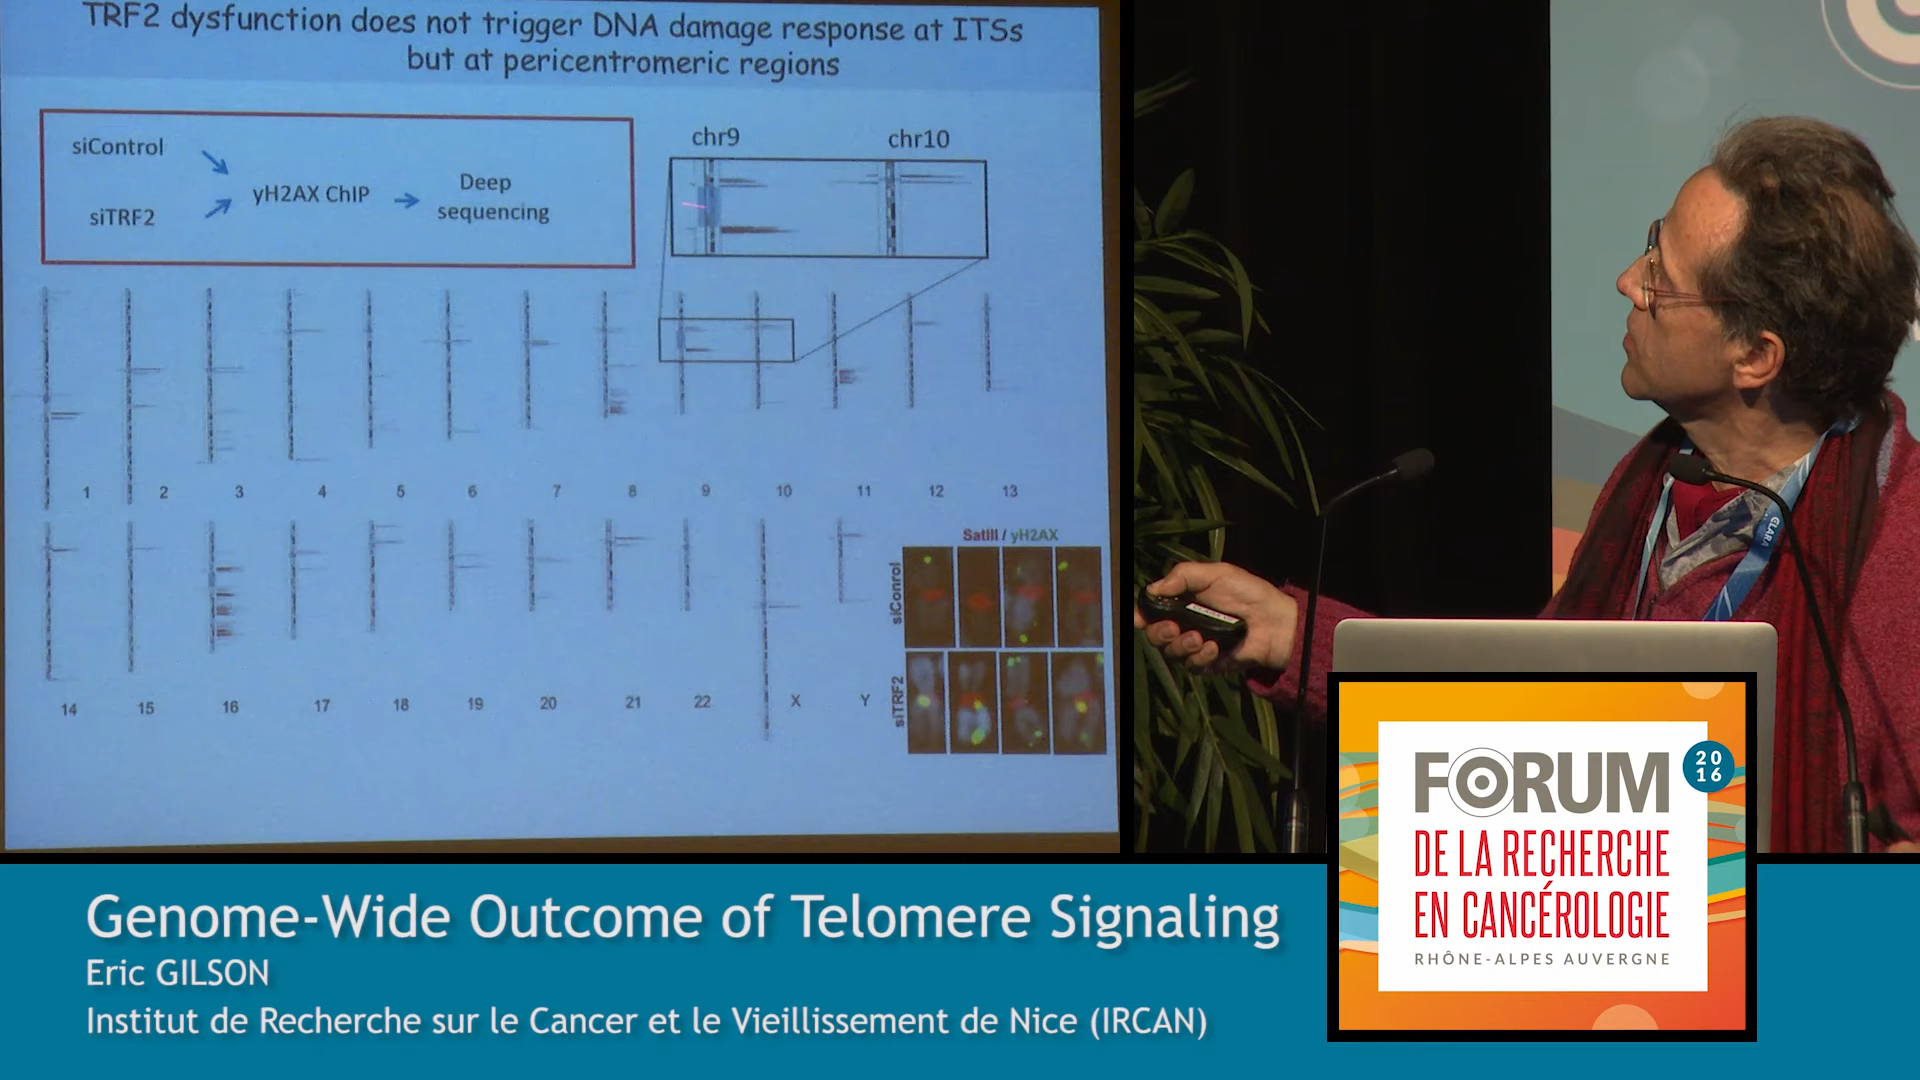 TRF2 dysfunction does not trigger DNA damage response at ITSs
but at pericentromeric regions
siControl
siTRF2
γH2AX ChIP
Deep
sequencing
chr9
chr10
1 2 3 4 5 6 7 8 9 10 11 12 13
14 15 16 17 18 19 20 21 22 X Y
SatIII / γH2AX
siConrol
siTRF2
CLARA
FORUM
20
16
DE LA RECHERCHE
EN CANCÉROLOGIE
RHÔNE-ALPES AUVERGNE
Genome-Wide Outcome of Telomere Signaling
Eric GILSON
Institut de Recherche sur le Cancer et le Vieillissement de Nice (IRCAN)